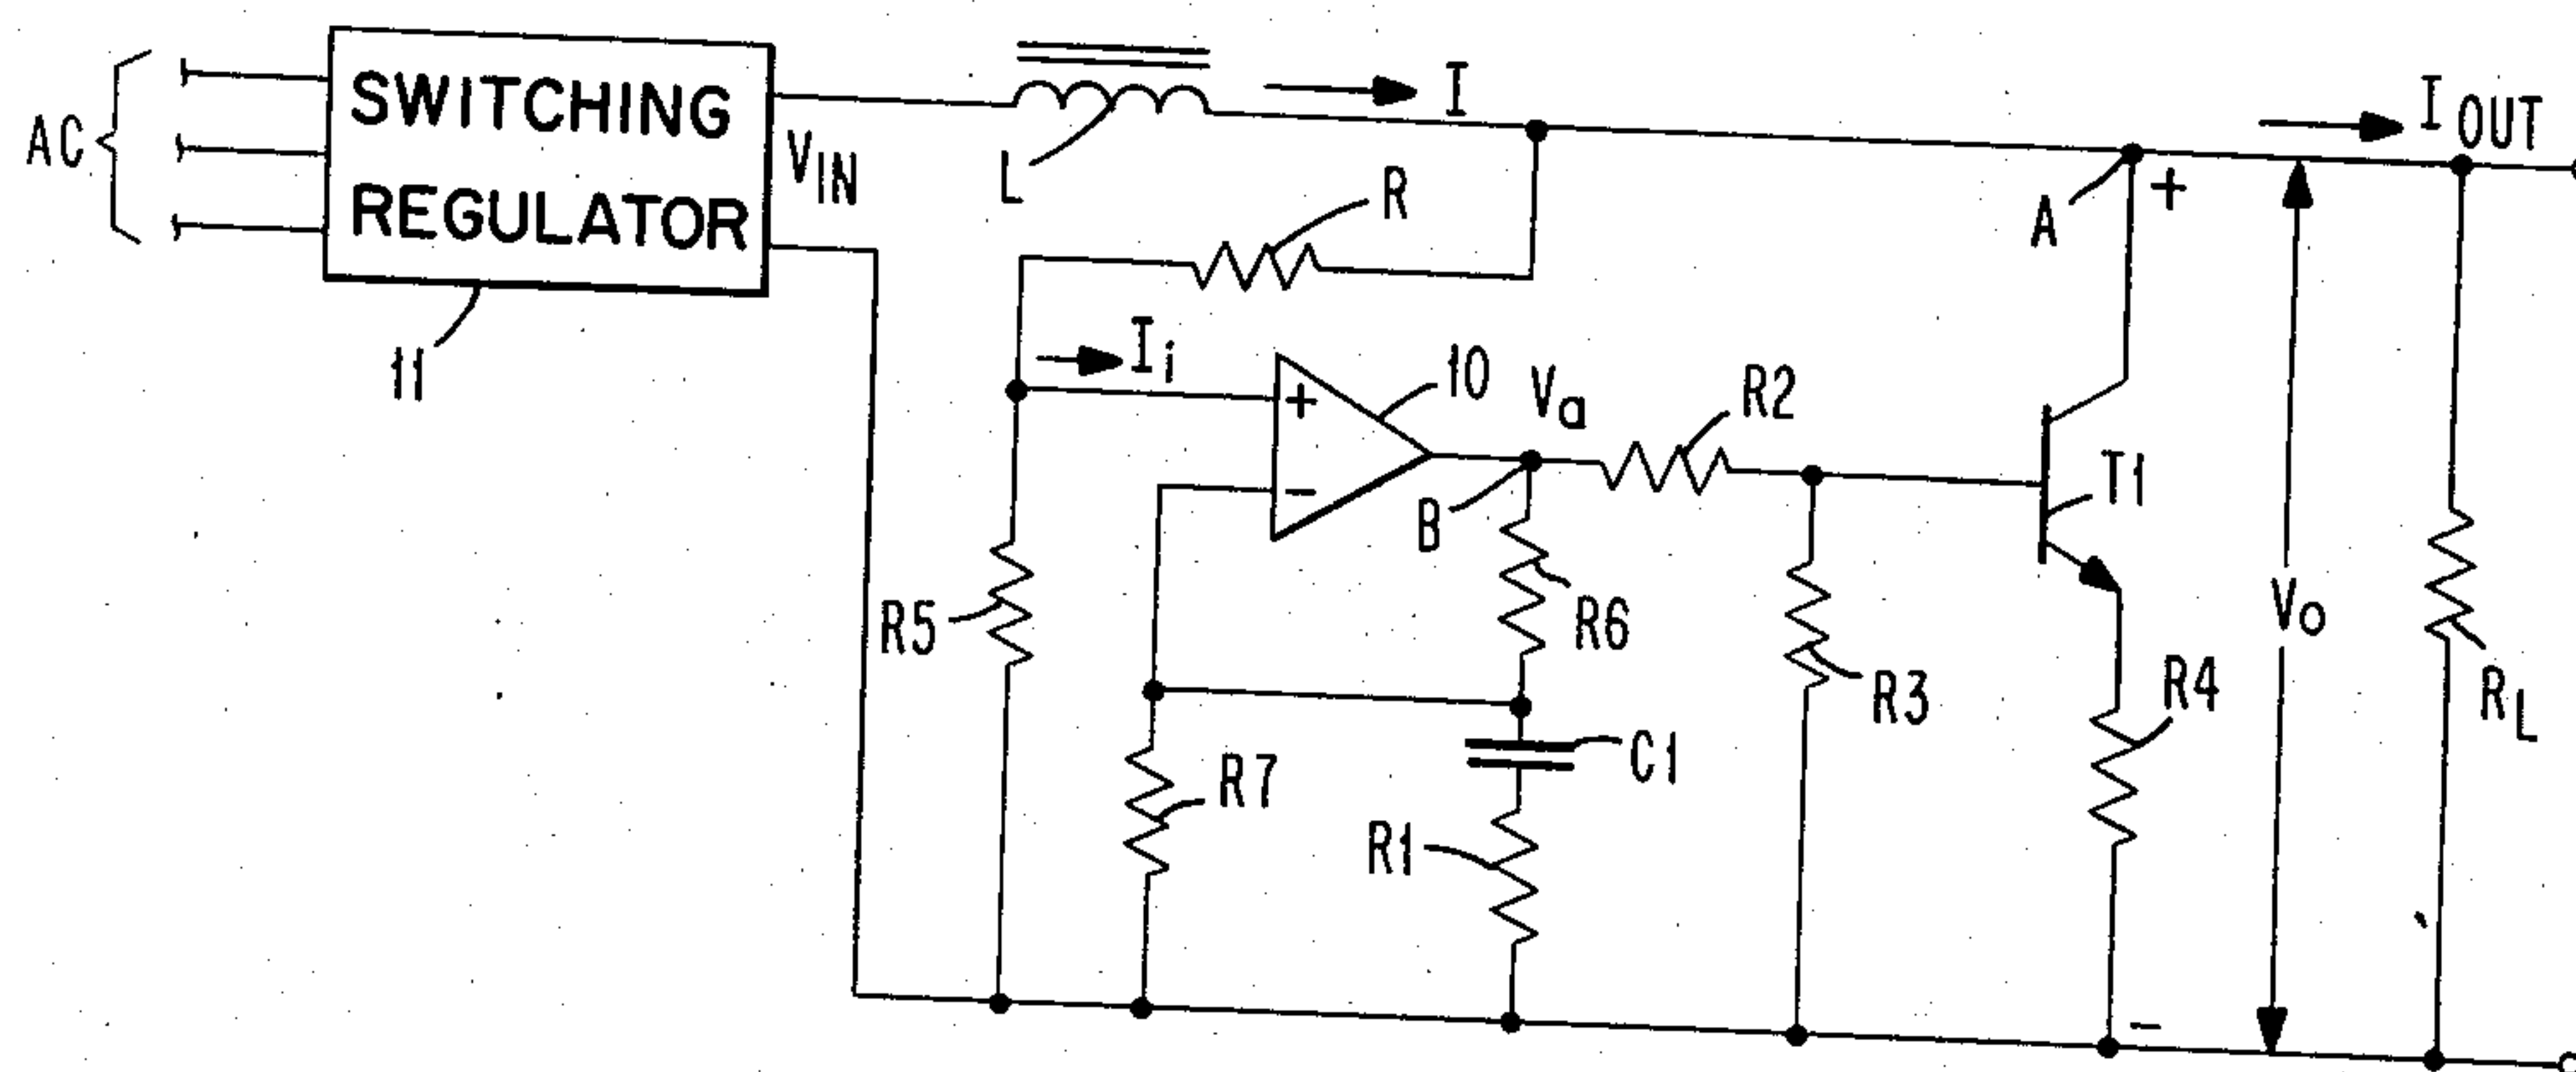 AC
SWITCHING
REGULATOR
11
VIN
L
I
R
A
+
IOUT
Ii
+
-
10
Va
B
R2
T1
R5
R6
R3
R4
Vo
RL
R7
C1
R1
-